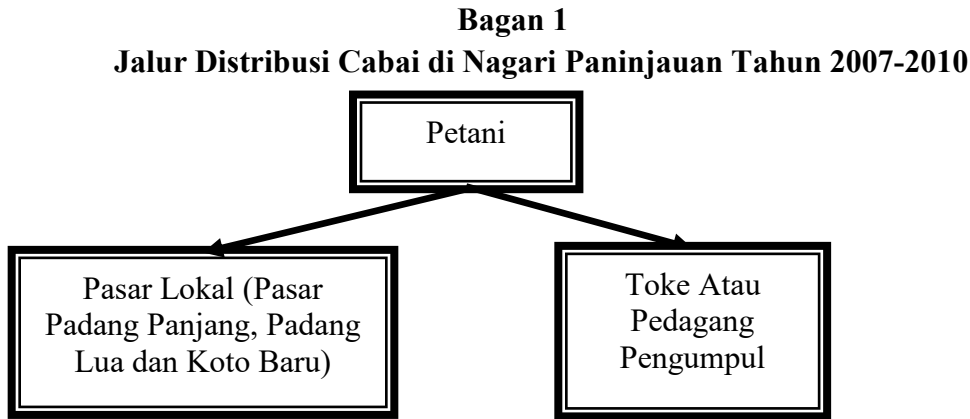 Bagan 1
Jalur Distribusi Cabai di Nagari Paninjauan Tahun 2007-2010
Petani
Pasar Lokal (Pasar
Padang Panjang, Padang
Lua dan Koto Baru)
Toke Atau
Pedagang
Pengumpul